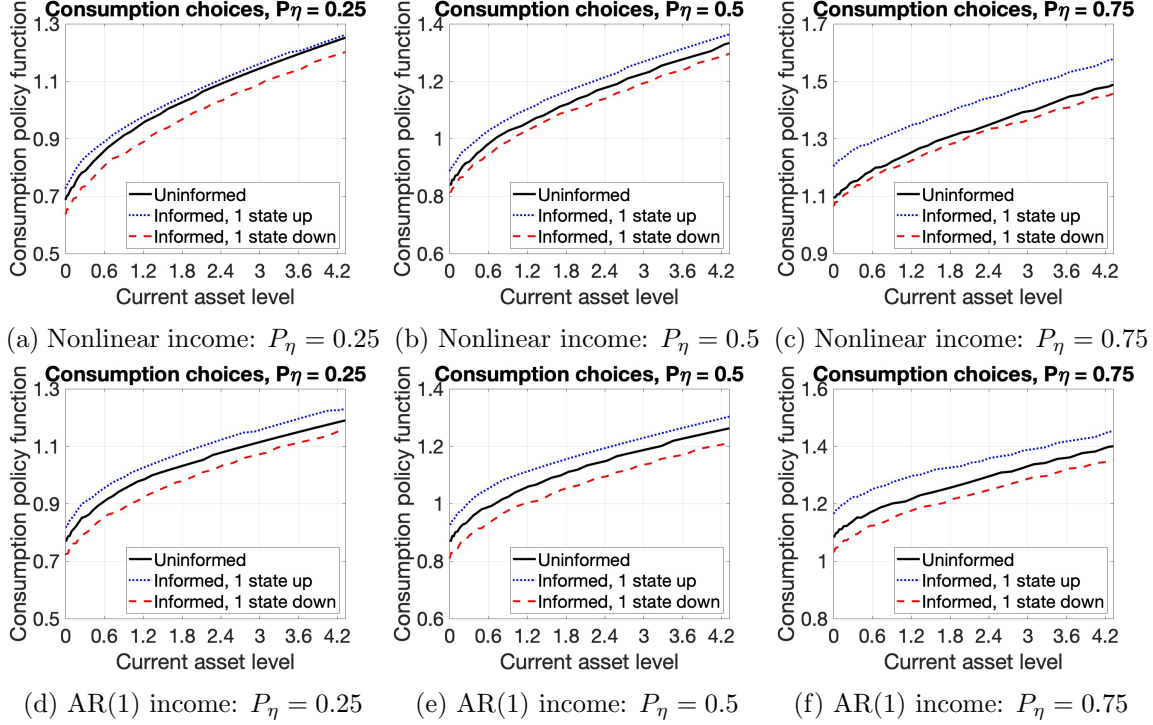 Consumption choices, Pη = 0.25
Consumption policy function
1.3
1.1
0.9
0.7
0.5
Uninformed
Informed, 1 state up
Informed, 1 state down
0 0.6 1.2 1.8 2.4 3 3.6 4.2
Current asset level
(a) Nonlinear income: Pη = 0.25
Consumption choices, Pη = 0.5
Consumption policy function
1.4
1.2
1
0.8
0.6
Uninformed
Informed, 1 state up
Informed, 1 state down
0 0.6 1.2 1.8 2.4 3 3.6 4.2
Current asset level
(b) Nonlinear income: Pη = 0.5
Consumption choices, Pη = 0.75
Consumption policy function
1.7
1.5
1.3
1.1
0.9
Uninformed
Informed, 1 state up
Informed, 1 state down
0 0.6 1.2 1.8 2.4 3 3.6 4.2
Current asset level
(c) Nonlinear income: Pη = 0.75
Consumption choices, Pη = 0.25
Consumption policy function
1.3
1.1
0.9
0.7
0.5
Uninformed
Informed, 1 state up
Informed, 1 state down
0 0.6 1.2 1.8 2.4 3 3.6 4.2
Current asset level
(d) AR(1) income: Pη = 0.25
Consumption choices, Pη = 0.5
Consumption policy function
1.4
1.2
1
0.8
0.6
Uninformed
Informed, 1 state up
Informed, 1 state down
0 0.6 1.2 1.8 2.4 3 3.6 4.2
Current asset level
(e) AR(1) income: Pη = 0.5
Consumption choices, Pη = 0.75
Consumption policy function
1.6
1.4
1.2
1
0.8
Uninformed
Informed, 1 state up
Informed, 1 state down
0 0.6 1.2 1.8 2.4 3 3.6 4.2
Current asset level
(f) AR(1) income: Pη = 0.75